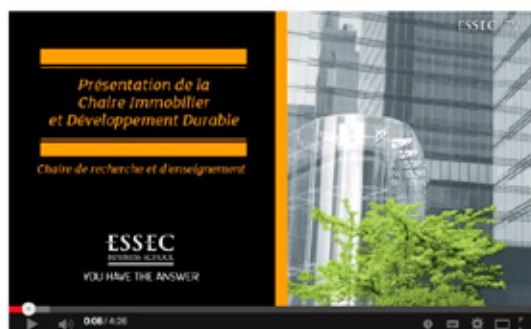 Présentation de la
Chaire Immobilier
et Développement Durable
Chaire de recherche et d'enseignement
ESSEC
BUSINESS SCHOOL
YOU HAVE THE ANSWER
ESSEC
0:08 / 4:26